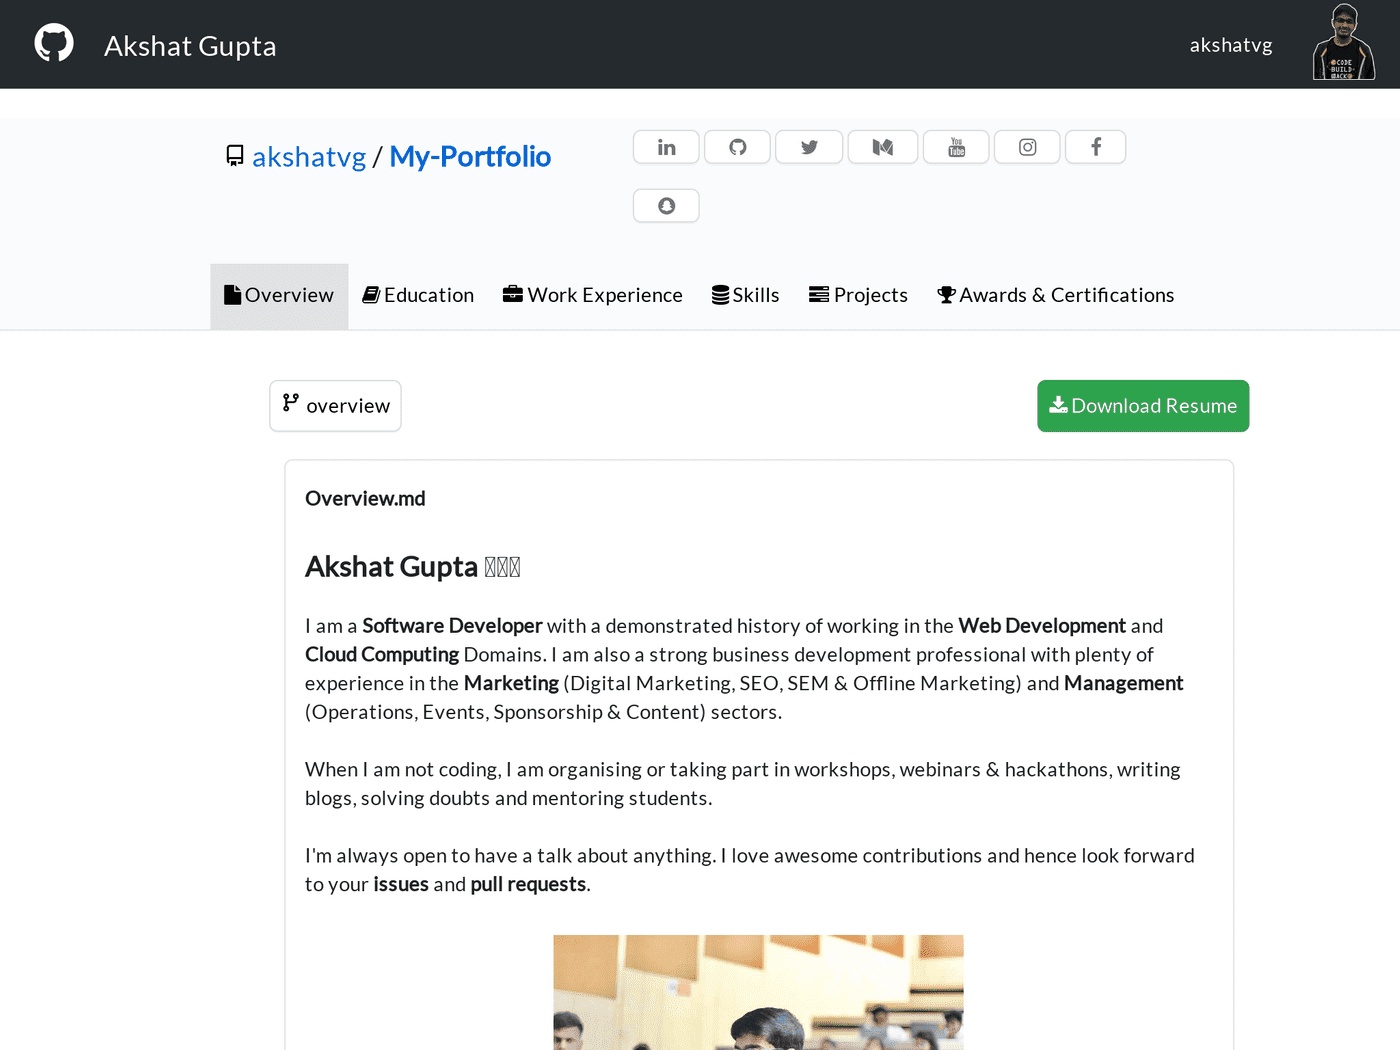 Akshat Gupta
akshatvg
CODE
BUILD
akshatvg / My-Portfolio
You
Tube
Overview
Education
Work Experience
Skills
Projects
Awards & Certifications
overview
Download Resume
Overview.md
Akshat Gupta
I am a Software Developer with a demonstrated history of working in the Web Development and
Cloud Computing Domains. I am also a strong business development professional with plenty of
experience in the Marketing (Digital Marketing, SEO, SEM & Offline Marketing) and Management
(Operations, Events, Sponsorship & Content) sectors.
When I am not coding, I am organising or taking part in workshops, webinars & hackathons, writing
blogs, solving doubts and mentoring students.
I'm always open to have a talk about anything. I love awesome contributions and hence look forward
to your issues and pull requests.